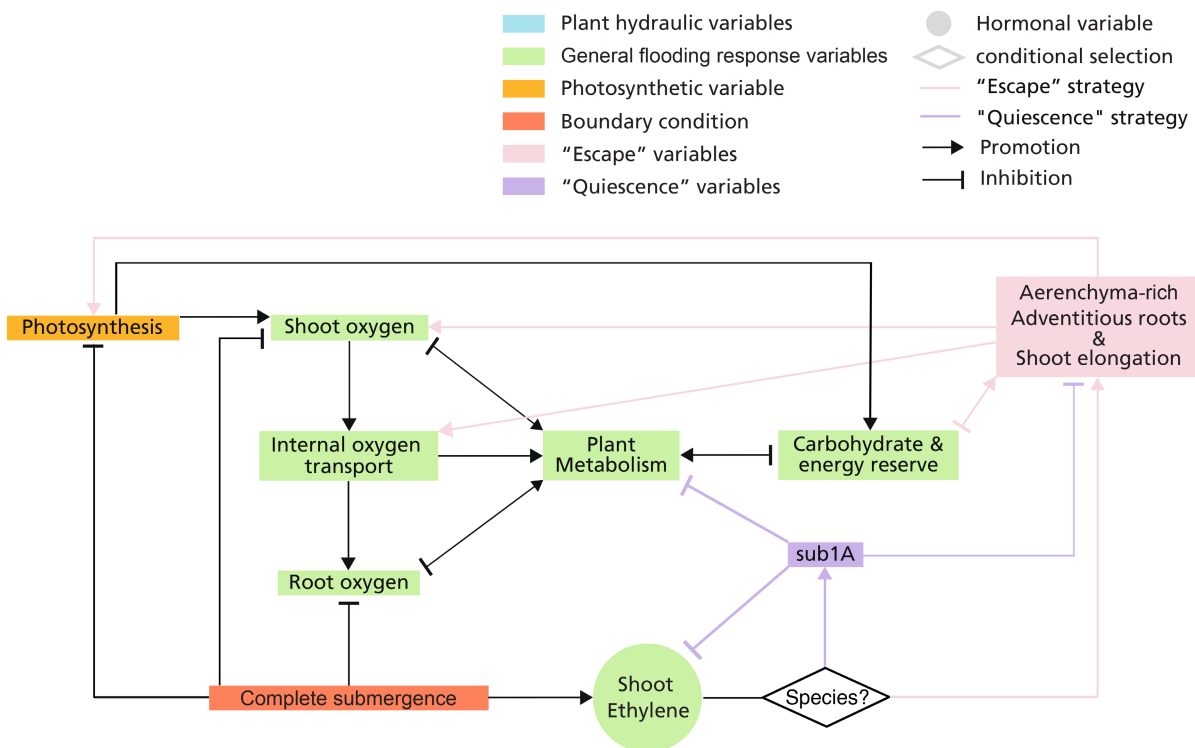 Plant hydraulic variables
General flooding response variables
Photosynthetic variable
Boundary condition
“Escape” variables
“Quiescence” variables
Hormonal variable
conditional selection
“Escape” strategy
"Quiescence" strategy
Promotion
Inhibition
Aerenchyma-rich
Adventitious roots
&
Shoot elongation
Photosynthesis
Shoot oxygen
Internal oxygen
transport
Plant
Metabolism
Carbohydrate &
energy reserve
sub1A
Root oxygen
Complete submergence
Shoot
Ethylene
Species?